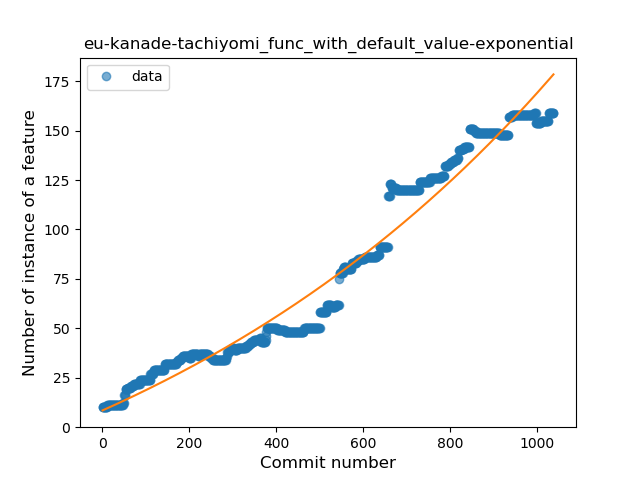 eu-kanade-tachiyomi_func_with_default_value-exponential
data
Number of instance of a feature
175
150
125
100
75
50
25
0
0 200 400 600 800 1000
Commit number